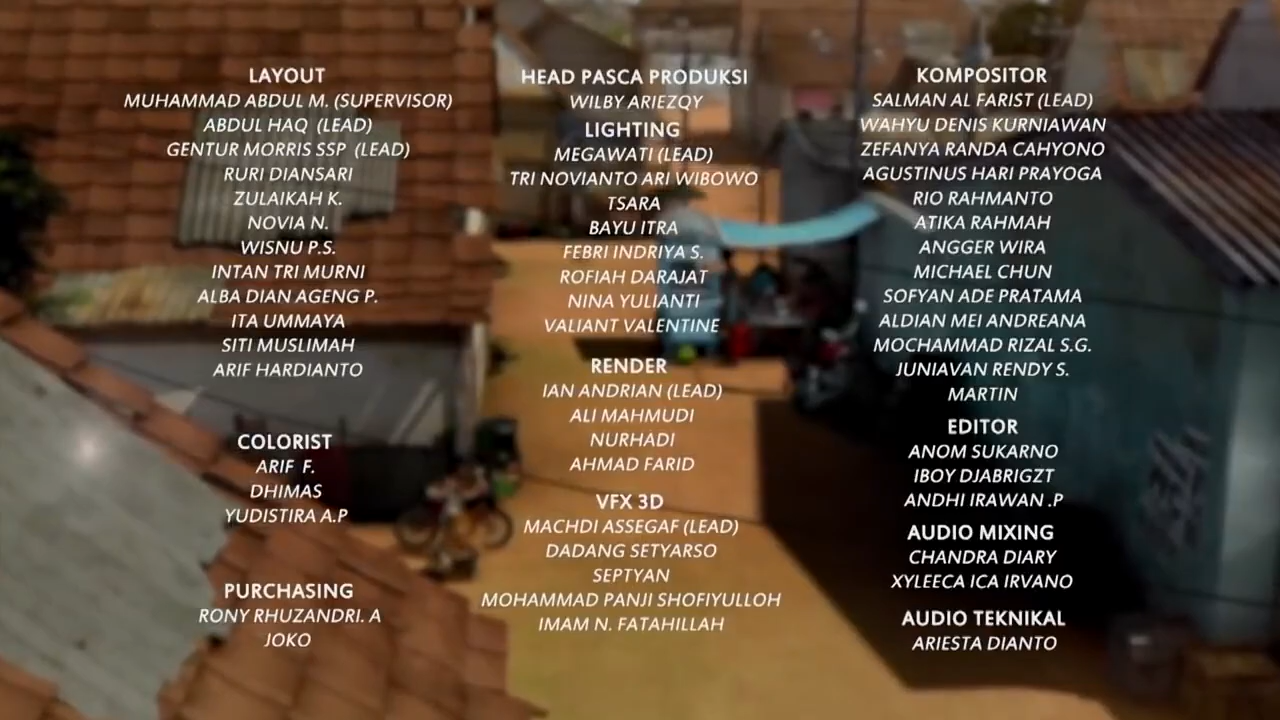 LAYOUT
MUHAMMAD ABDUL M. (SUPERVISOR)
ABDUL HAQ (LEAD)
GENTUR MORRIS SSP (LEAD)
RURI DIANSARI
ZULAIKAH K.
NOVIA N.
WISNU P.S.
INTAN TRI MURNI
ALBA DIAN AGENG P.
ITA UMMAYA
SITI MUSLIMAH
ARIF HARDIANTO
COLORIST
ARIF F.
DHIMAS
YUDISTIRA A.P
PURCHASING
RONY RHUZANDRI. A
JOKO
HEAD PASCA PRODUKSI
WILBY ARIEZQY
LIGHTING
MEGAWATI (LEAD)
TRI NOVIANTO ARI WIBOWO
TSARA
BAYU ITRA
FEBRI INDRIYA S.
ROFIAH DARAJAT
NINA YULIANTI
VALIANT VALENTINE
RENDER
IAN ANDRIAN (LEAD)
ALI MAHMUDI
NURHADI
AHMAD FARID
VFX 3D
MACHDI ASSEGAF (LEAD)
DADANG SETYARSO
SEPTYAN
MOHAMMAD PANJI SHOFIYULLOH
IMAM N. FATAHILLAH
KOMPOSITOR
SALMAN AL FARIST (LEAD)
WAHYU DENIS KURNIAWAN
ZEFANYA RANDA CAHYONO
AGUSTINUS HARI PRAYOGA
RIO RAHMANTO
ATIKA RAHMAH
ANGGER WIRA
MICHAEL CHUN
SOFYAN ADE PRATAMA
ALDIAN MEI ANDREANA
MOCHAMMAD RIZAL S.G.
JUNIAVAN RENDY S.
MARTIN
EDITOR
ANOM SUKARNO
IBOY DJABRIGZT
ANDHI IRAWAN .P
AUDIO MIXING
CHANDRA DIARY
XYLEECA ICA IRVANO
AUDIO TEKNIKAL
ARIESTA DIANTO